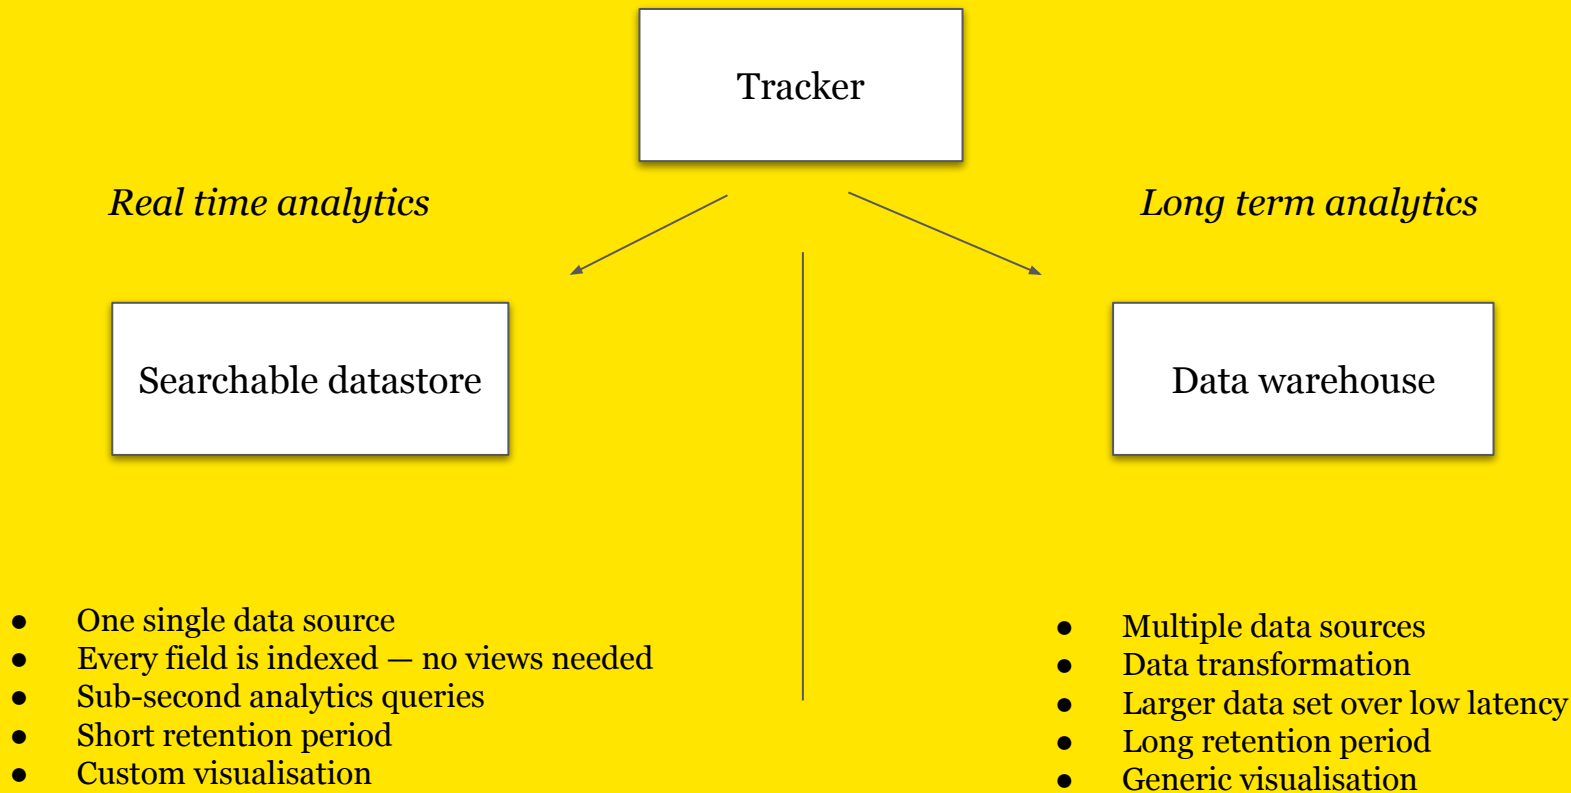 Tracker
Real time analytics
Long term analytics
Searchable datastore
Data warehouse
● One single data source
● Every field is indexed — no views needed
● Sub-second analytics queries
● Short retention period
● Custom visualisation
● Multiple data sources
● Data transformation
● Larger data set over low latency
● Long retention period
● Generic visualisation